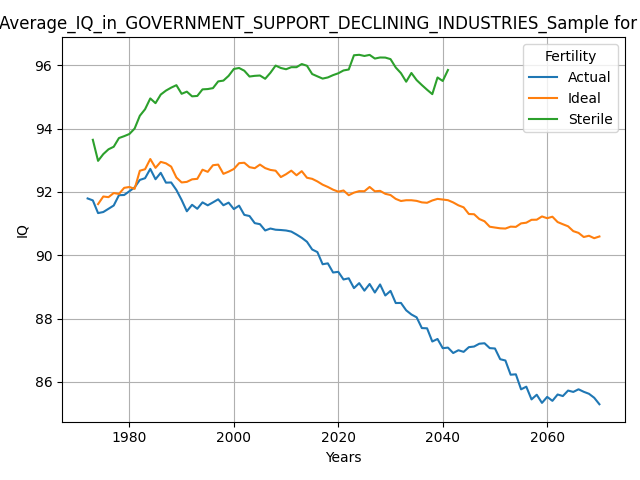 Average_IQ_in_GOVERNMENT_SUPPORT_DECLINING_INDUSTRIES_Sample for
Fertility
Actual
Ideal
Sterile
IQ
96
94
92
90
88
86
1980
2000
2020
2040
2060
Years